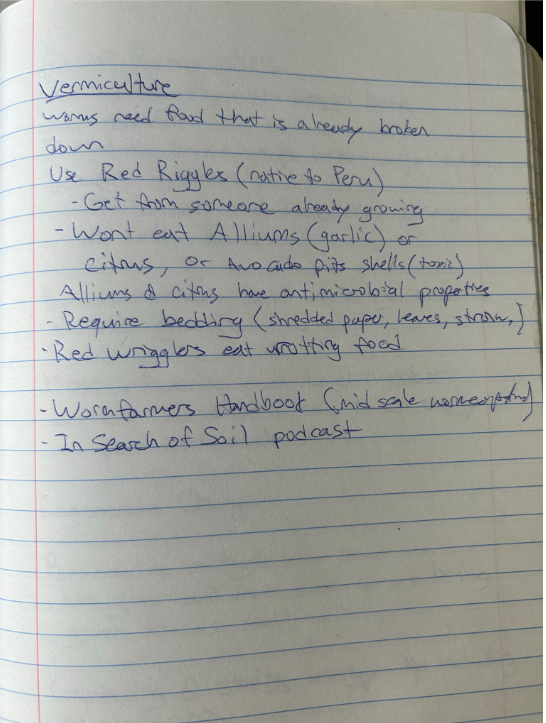 Vermiculture
Worms need food that is already broken
down
Use Red Riggles (native to Peru)
- Get from someone already growing
- Wont eat Alliums (garlic) or
citrus, or Avocado pits shells (toxic)
Alliums & citrus have antimicrobial properties
- Require bedding (shredded paper, leaves, straw,)
- Red wrigglers eat wrotting food
- Wormfarmers Handbook (mid scale
- In Search of Soil podcast